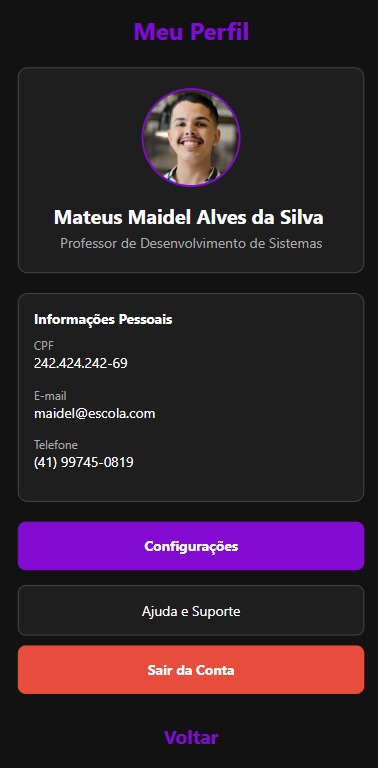 Meu Perfil
Mateus Maidel Alves da Silva
Professor de Desenvolvimento de Sistemas
Informações Pessoais
CPF
242.424.242-69
E-mail
maidel@escola.com
Telefone
(41) 99745-0819
Configurações
Ajuda e Suporte
Sair da Conta
Voltar